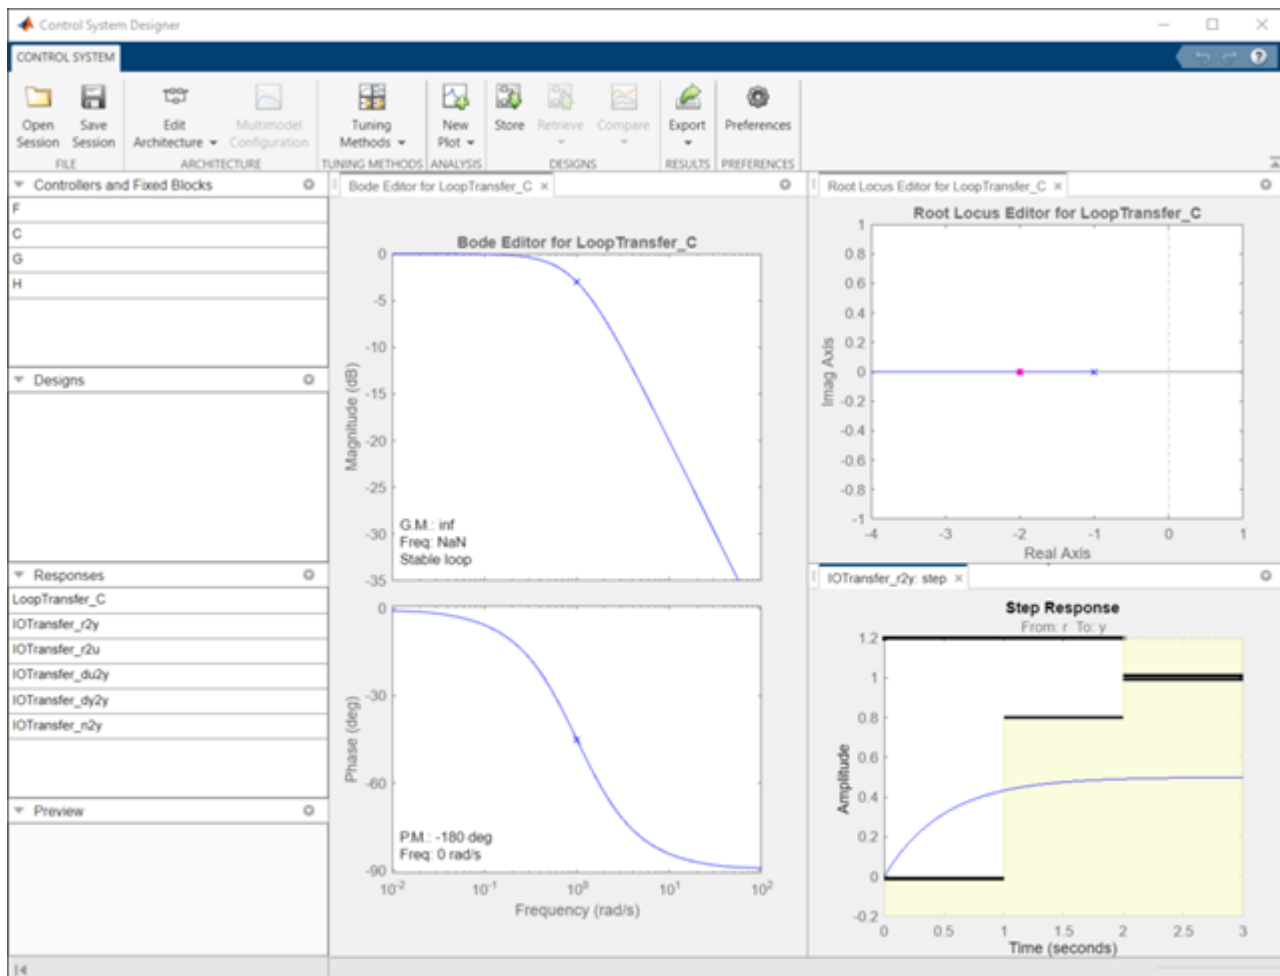 Control System Designer
CONTROL SYSTEM
Open Session
Save Session
Edit Architecture
Multimodel Configuration
Tuning Methods
New Plot
Store
Retrieve
Compare
Export
Preferences
FILE
ARCHITECTURE
TUNING METHODS
ANALYSIS
DESIGNS
RESULTS
PREFERENCES
Controllers and Fixed Blocks
F
C
G
H
Designs
Responses
LoopTransfer_C
IOTransfer_r2y
IOTransfer_r2u
IOTransfer_du2y
IOTransfer_dy2y
IOTransfer_n2y
Preview
Bode Editor for LoopTransfer_C
Bode Editor for LoopTransfer_C
0
-5
-10
-15
-20
-25
-30
-35
Magnitude (dB)
G.M.: inf
Freq: NaN
Stable loop
0
-30
-60
-90
Phase (deg)
P.M.: -180 deg
Freq: 0 rad/s
10^-2 10^-1 10^0 10^1 10^2
Frequency (rad/s)
Root Locus Editor for LoopTransfer_C
Root Locus Editor for LoopTransfer_C
1
0.8
0.6
0.4
0.2
0
-0.2
-0.4
-0.6
-0.8
-1
Imag Axis
-4 -3 -2 -1 0 1
Real Axis
IOTransfer_r2y: step
Step Response
From: r To: y
1.2
1
0.8
0.6
0.4
0.2
0
-0.2
Amplitude
0 0.5 1 1.5 2 2.5 3
Time (seconds)